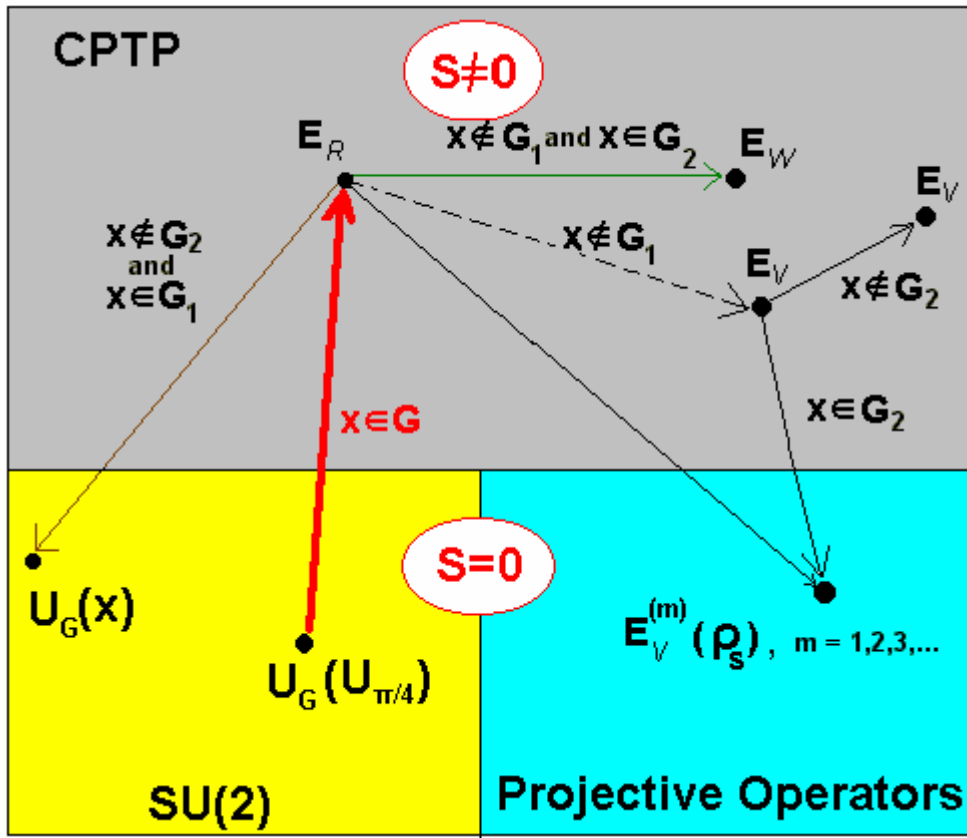 CPTP
S≠0
E_R
x∉G₁ and x∈G₂
E_W
E_V
x∉G₂
and
x∈G₁
x∉G₁
E_V
x∉G₂
x∈G₂
x∈G
S=0
U_G(x)
U_G(U_π/4)
E_V^(m)(ρ_s), m = 1,2,3,...
SU(2)
Projective Operators